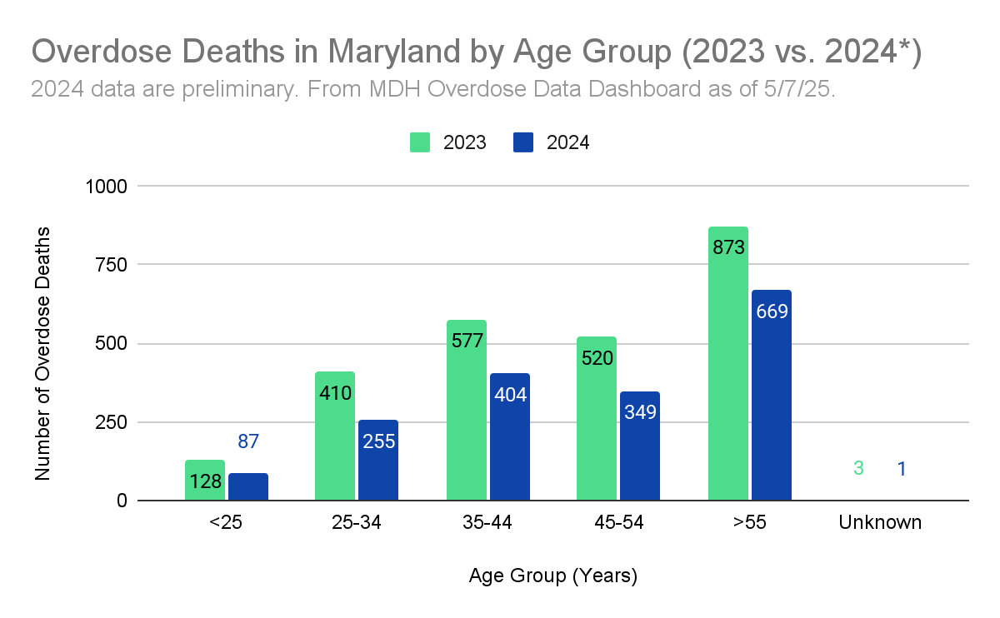 Overdose Deaths in Maryland by Age Group (2023 vs. 2024*)
2024 data are preliminary. From MDH Overdose Data Dashboard as of 5/7/25.
2023 2024
Number of Overdose Deaths
1000
750
500
250
0
128 87
410 255
577 404
520 349
873 669
3 1
<25 25-34 35-44 45-54 >55 Unknown
Age Group (Years)